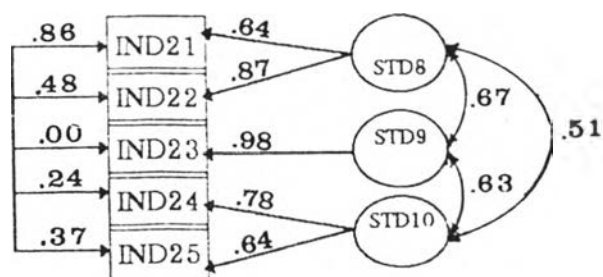 .86 IND21 .64 STD8
.48 IND22 .87
.67
.51
.00 IND23 .98 STD9
.63
.24 IND24 .78 STD10
.37 IND25 .64